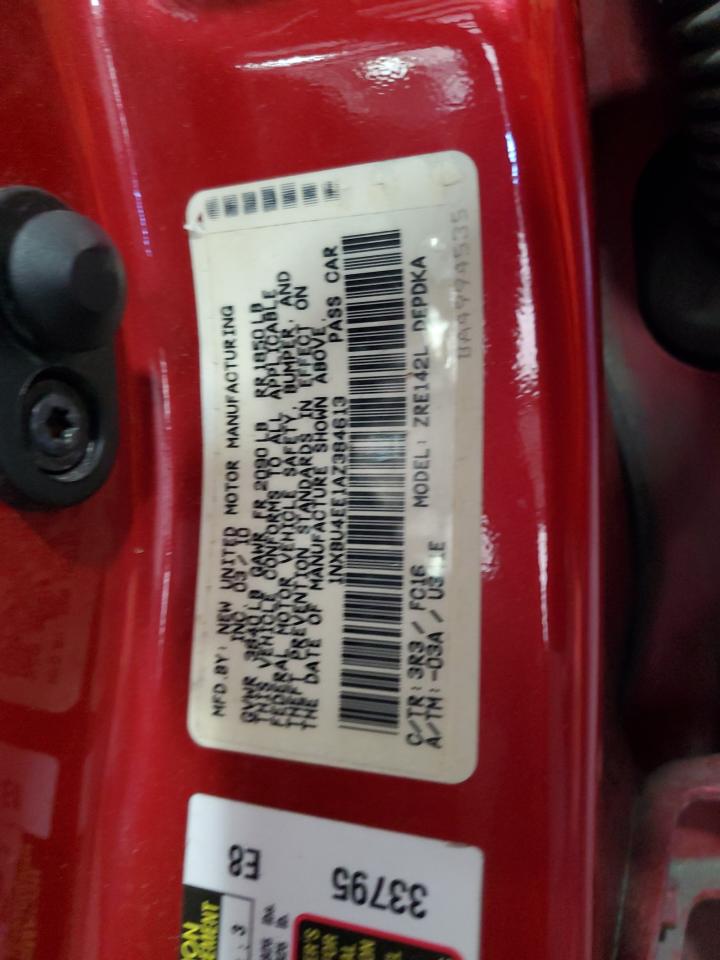 MFD.BY: NEW UNITED MOTOR MANUFACTURING
INC 03/10
GVWR 3840LB GAWR FR 2090LB RR1850LB
THIS VEHICLE CONFORMS TO ALL APPLICABLE
FEDERAL MOTOR VEHICLE SAFETY, BUMPER, AND
THEFT PREVENTION STANDARDS IN EFFECT ON
THE DATE OF MANUFACTURE SHOWN ABOVE.
1NXBU4EE1AZ384613 PASS CAR
C/TR: 3R3 / FC16 MODEL: ZRE142L DEPDKA
A/TM: -03A / U341E
E8
33795